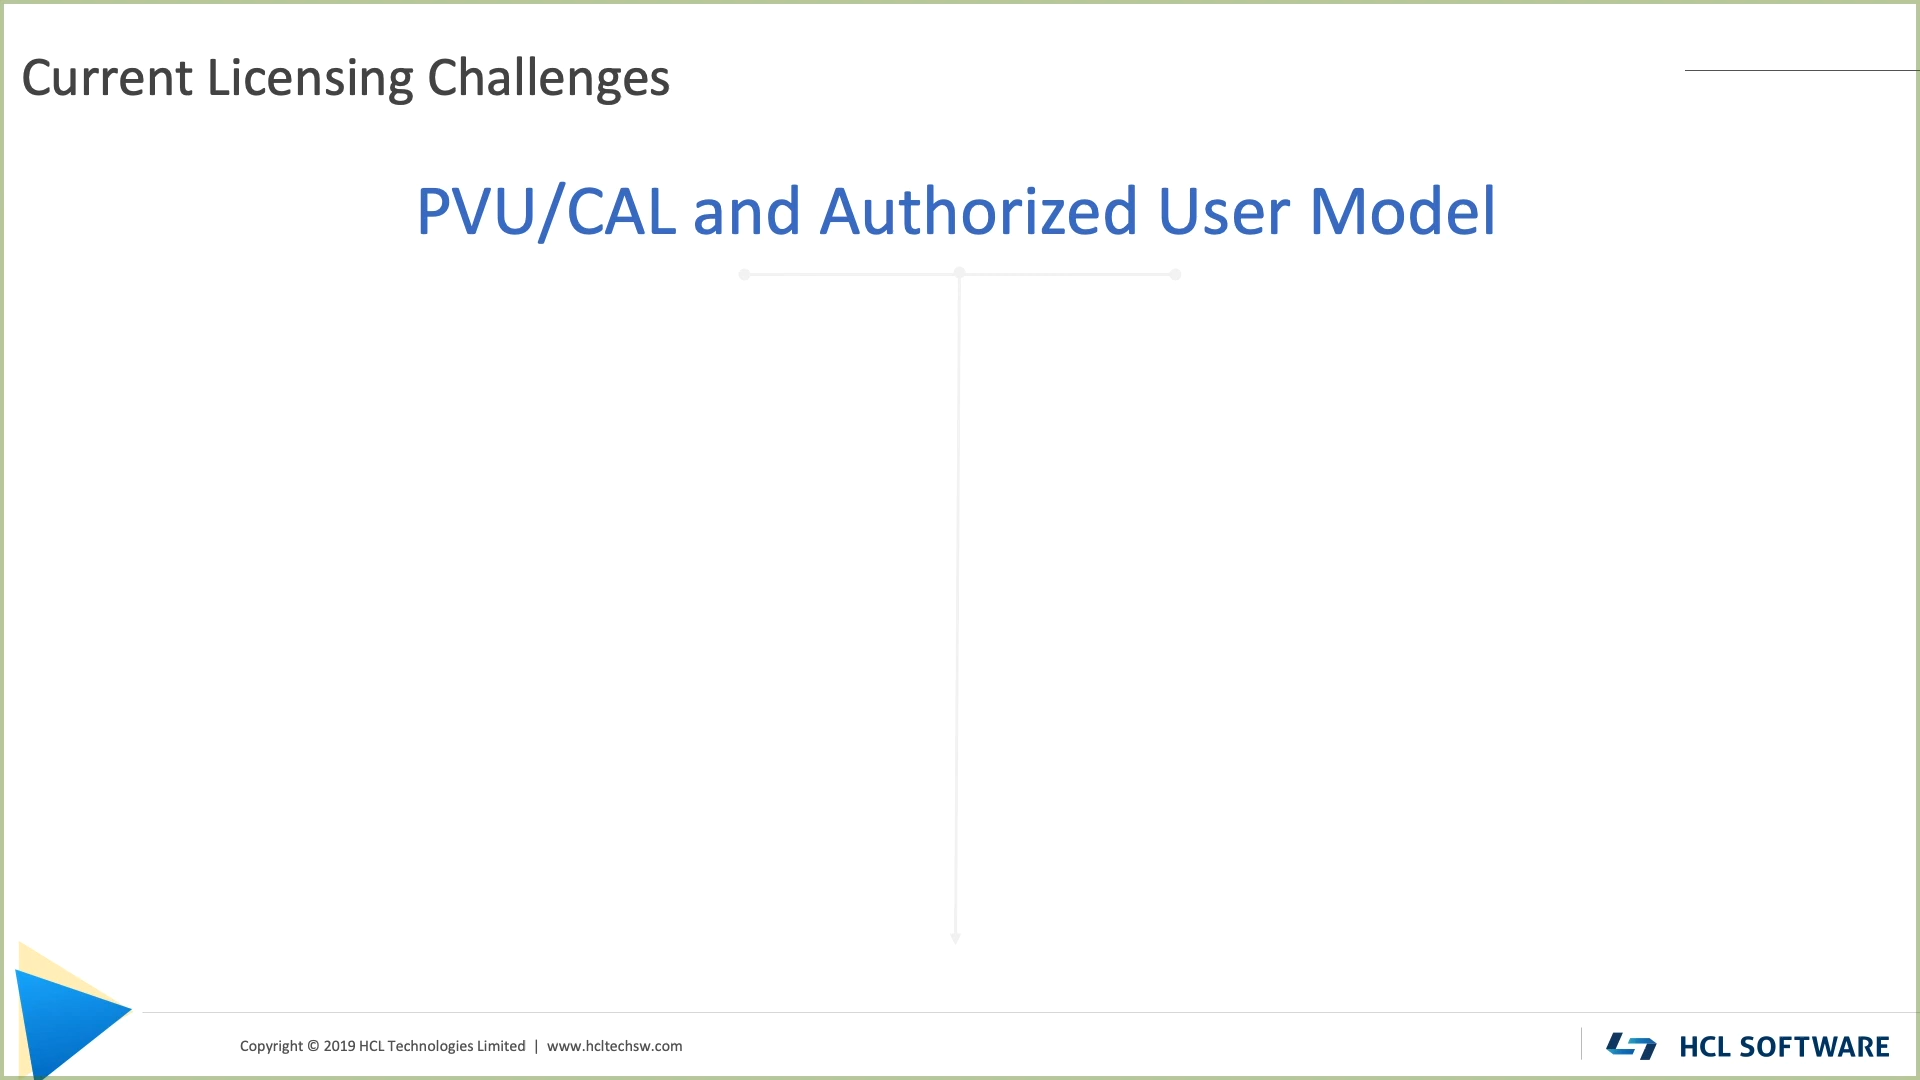 Current Licensing Challenges
PVU/CAL and Authorized User Model
Copyright © 2019 HCL Technologies Limited | www.hcltechsw.com
HCL SOFTWARE